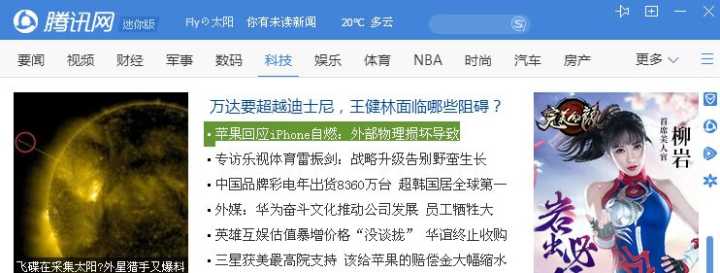 腾讯网 迷你版 Fly☉太阳 你有未读新闻 20℃ 多云
要闻 视频 财经 军事 数码 科技 娱乐 体育 NBA 时尚 汽车 房产 更多
万达要超越迪士尼，王健林面临哪些阻碍？
苹果回应iPhone自燃：外部物理损坏导致
专访乐视体育雷振剑：战略升级告别野蛮生长
中国品牌彩电年出货8360万台 超韩国居全球第一
外媒：华为奋斗文化推动公司发展 员工牺牲大
英雄互娱估值暴增价格“没谈拢” 华谊终止收购
三星获美最高院支持 该给苹果的赔偿金大幅缩水
飞碟在采集太阳?外星猎手又爆料
柳岩
首席美人官